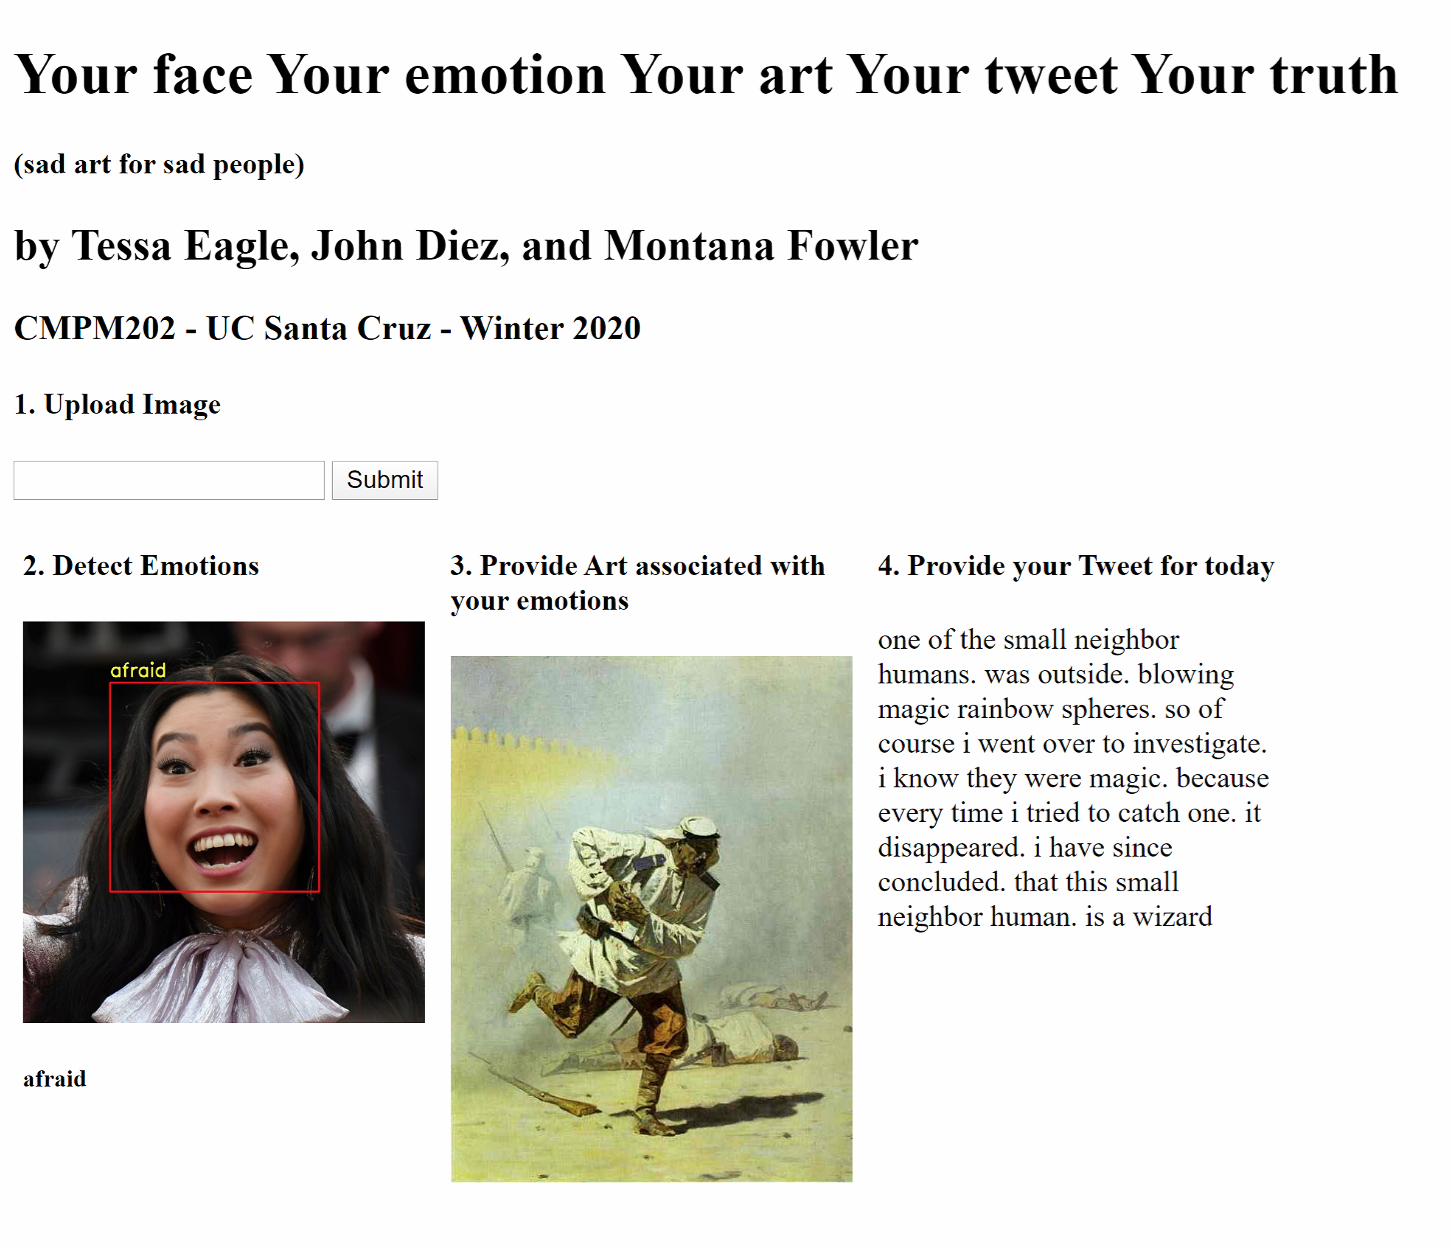 Your face Your emotion Your art Your tweet Your truth
(sad art for sad people)
by Tessa Eagle, John Diez, and Montana Fowler
CMPM202 - UC Santa Cruz - Winter 2020
1. Upload Image
Submit
2. Detect Emotions
afraid
afraid
3. Provide Art associated with
your emotions
4. Provide your Tweet for today
one of the small neighbor
humans. was outside. blowing
magic rainbow spheres. so of
course i went over to investigate.
i know they were magic. because
every time i tried to catch one. it
disappeared. i have since
concluded. that this small
neighbor human. is a wizard